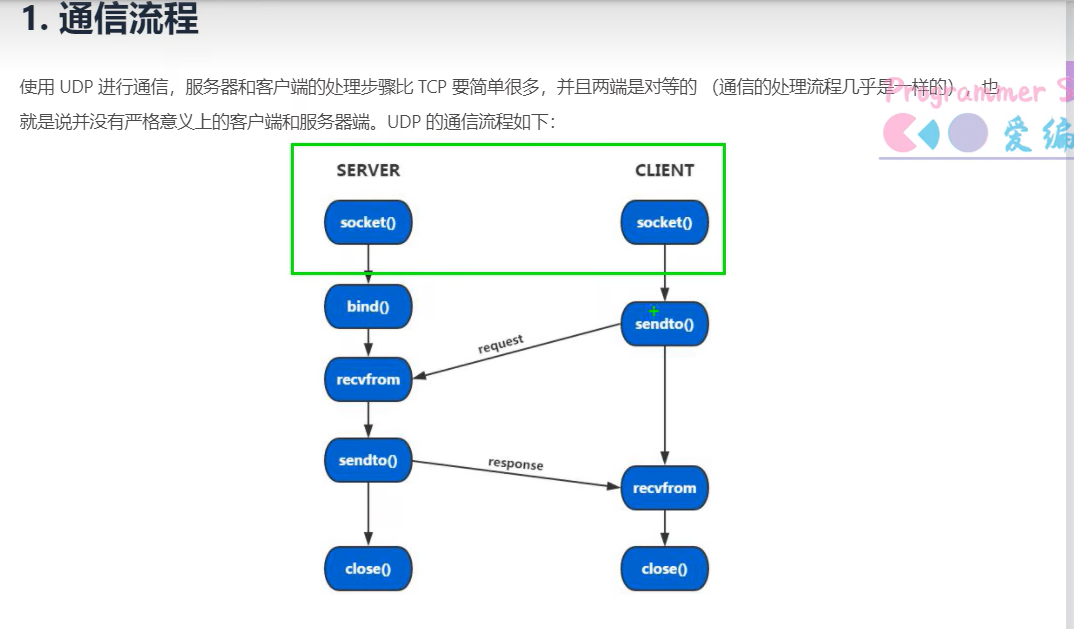 1. 通信流程
使用 UDP 进行通信，服务器和客户端的处理步骤比 TCP 要简单很多，并且两端是对等的 （通信的处理流程几乎是一样的），也
就是说并没有严格意义上的客户端和服务器端。UDP 的通信流程如下：
Programmer S
爱编
SERVER
CLIENT
socket()
socket()
bind()
sendto()
request
recvfrom
sendto()
response
recvfrom
close()
close()